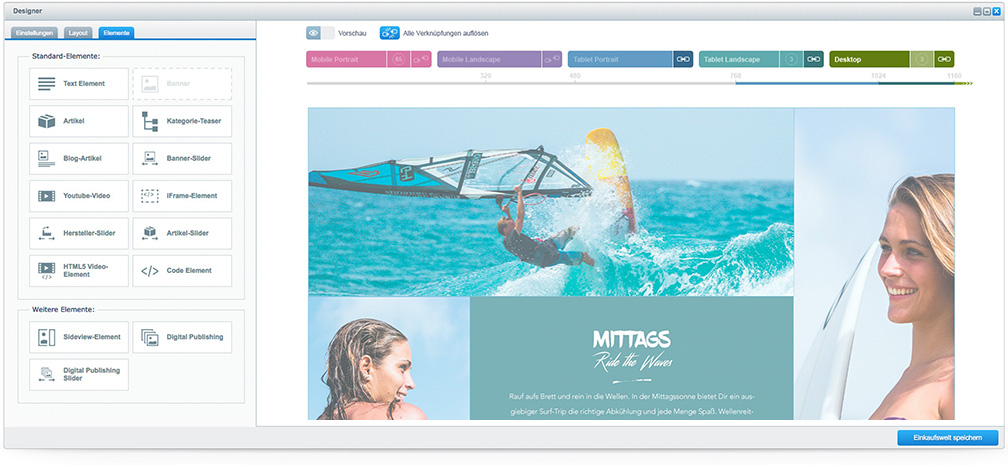 Designer
Einstellungen
Layout
Elemente
Standard-Elemente:
Text Element
Banner
Artikel
Kategorie-Teaser
Blog-Artikel
Banner-Slider
Youtube-Video
</>
IFrame-Element
Hersteller-Slider
Artikel-Slider
</>
HTML5 Video-
Element
</>
Code Element
Weitere Elemente:
Sideview-Element
Digital Publishing
Digital Publishing
Slider
Vorschau
Alle Verknüpfungen auflösen
Mobile Portrait
Mobile Landscape
Tablet Portrait
Tablet Landscape
3
Desktop
3
320
480
768
1024
1160
MITTAGS
Ride the Waves
Rauf aufs Brett und rein in die Wellen. In der Mittagssonne bietet Dir ein aus-
giebiger Surf-Trip die richtige Abkühlung und jede Menge Spaß. Wellenreit-
Einkaufswelt speichern